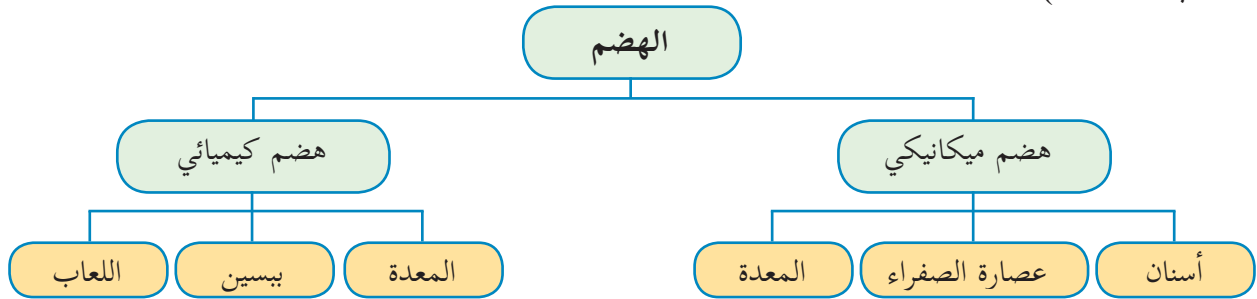 الهضم
هضم ميكانيكي
هضم كيميائي
أسنان
عصارة الصفراء
المعدة
المعدة
ببسين
اللعاب